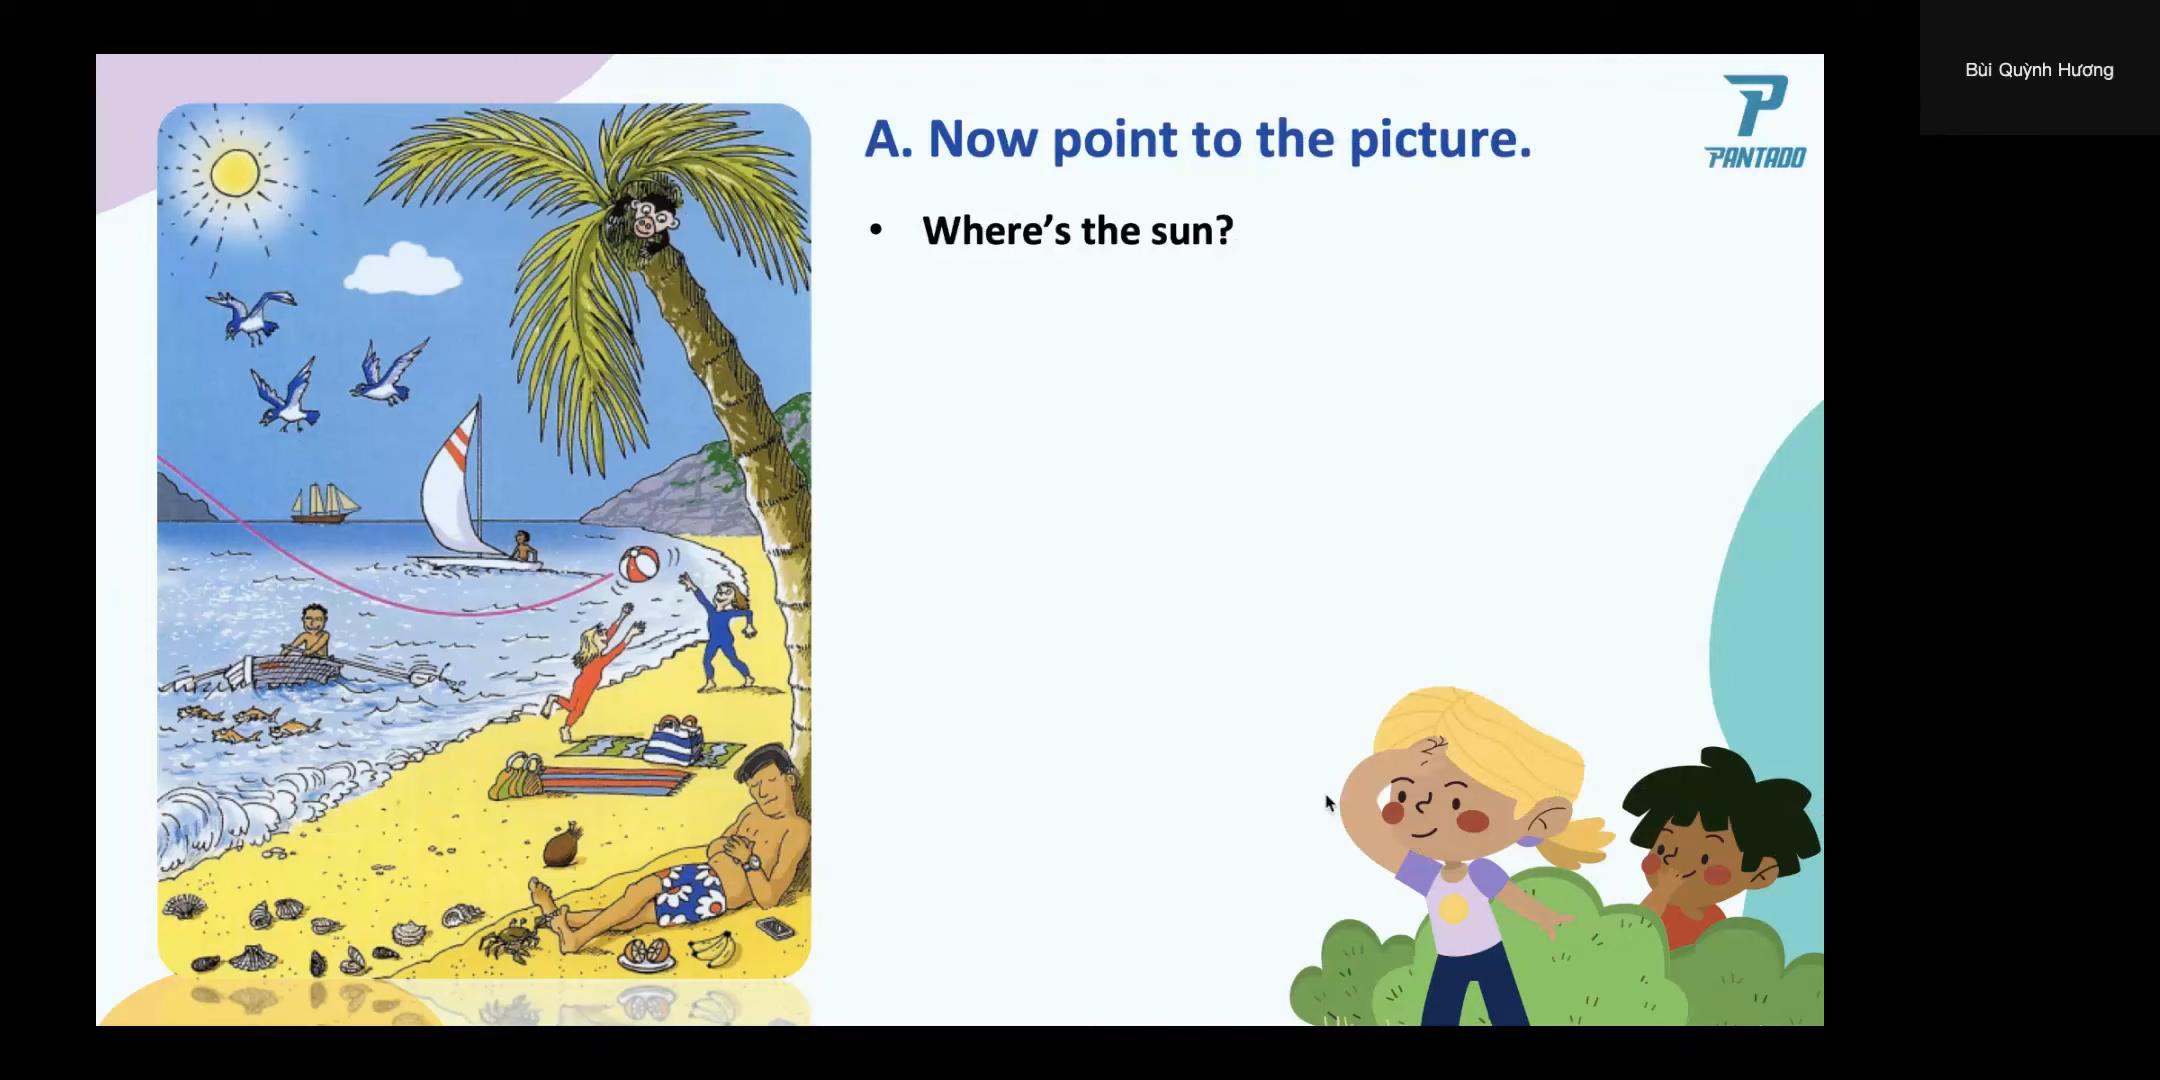 Bùi Quỳnh Hương
PANTADO
A. Now point to the picture.
• Where's the sun?